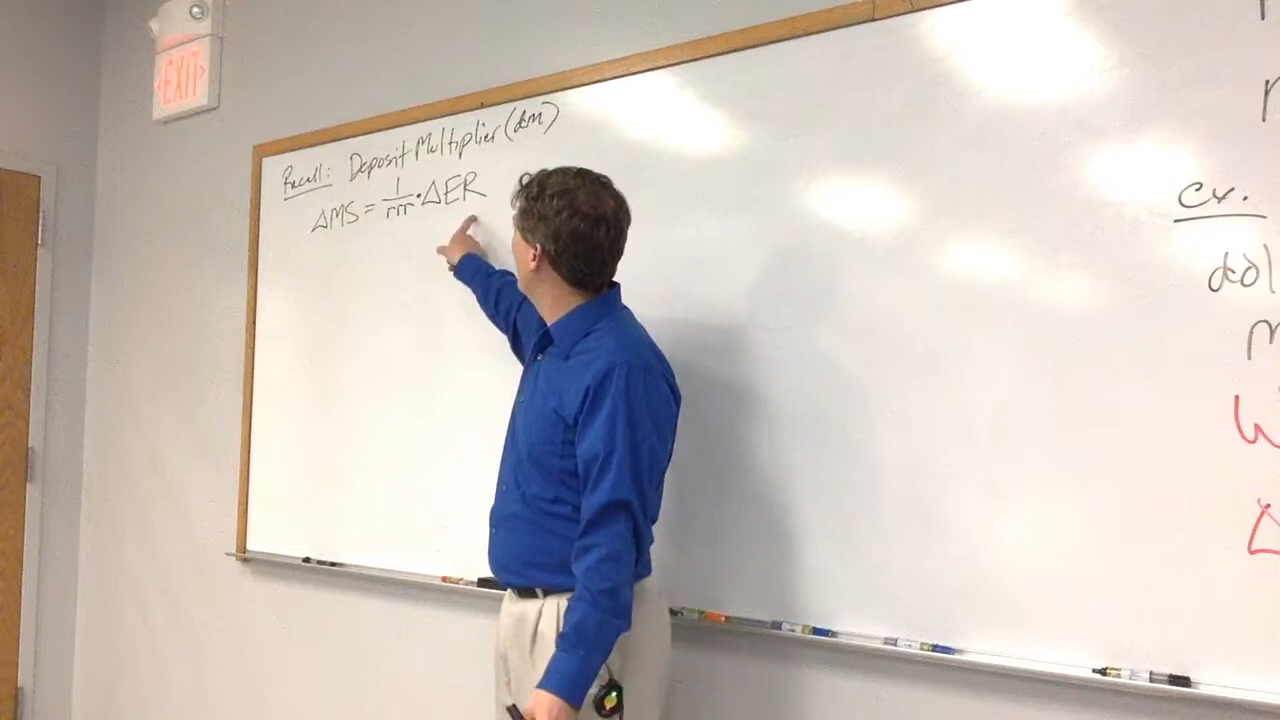 EXIT
Recall: Deposit Multiplier (dm)
ΔMS = 1/rrr · ΔER
ex.
dol